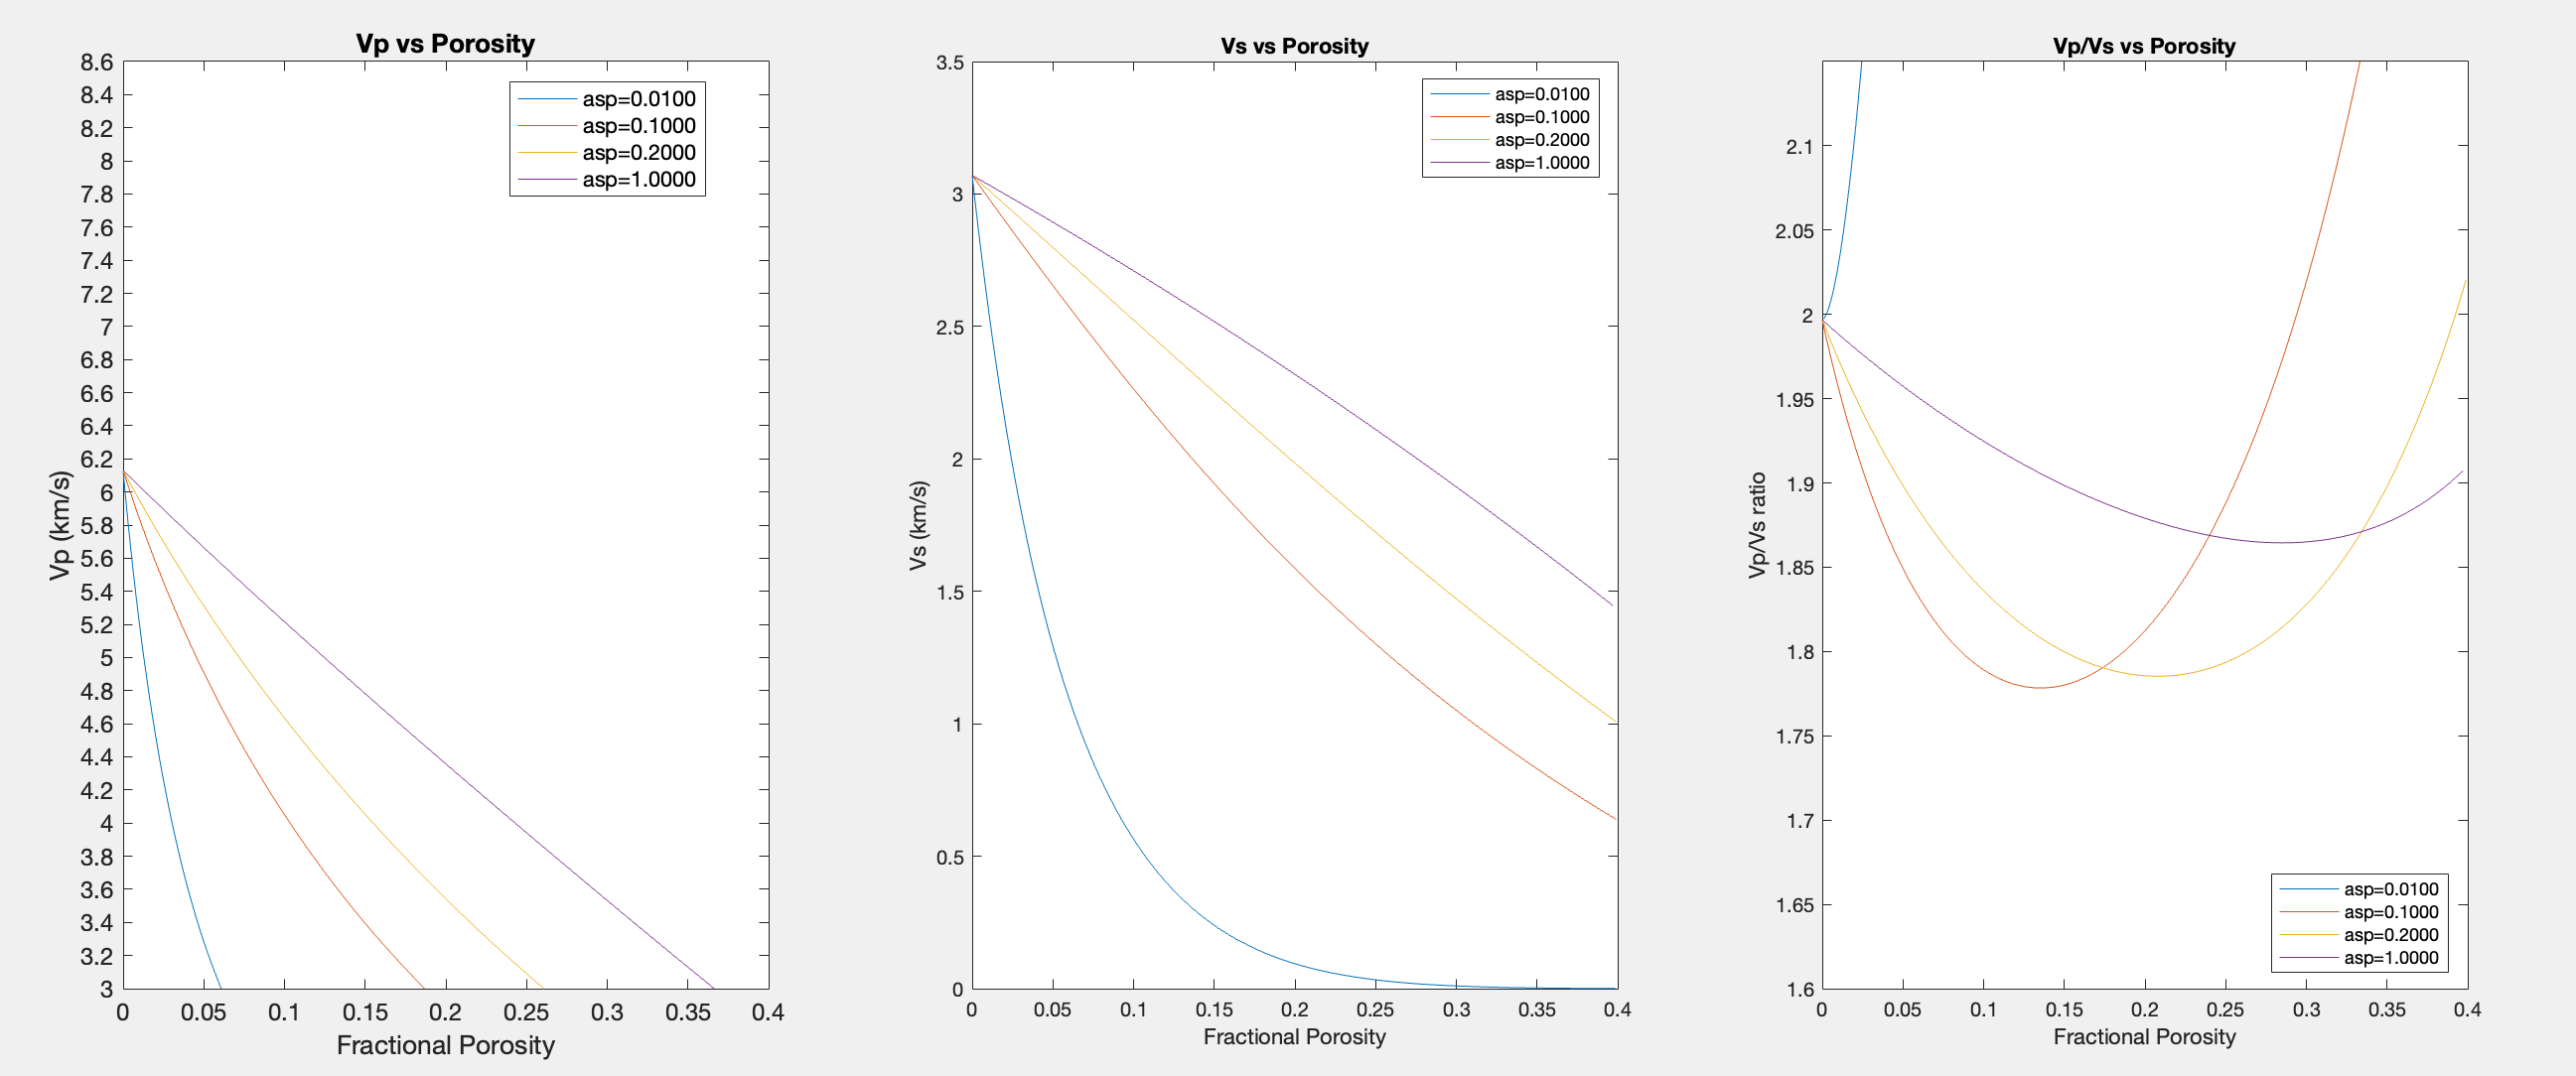 Vp vs Porosity
8.6
8.4
8.2
8
7.8
7.6
7.4
7.2
7
6.8
6.6
6.4
6.2
6
5.8
5.6
5.4
5.2
5
4.8
4.6
4.4
4.2
4
3.8
3.6
3.4
3.2
3
Vp (km/s)
asp=0.0100
asp=0.1000
asp=0.2000
asp=1.0000
0 0.05 0.1 0.15 0.2 0.25 0.3 0.35 0.4
Fractional Porosity
Vs vs Porosity
3.5
3
2.5
2
1.5
1
0.5
0
Vs (km/s)
asp=0.0100
asp=0.1000
asp=0.2000
asp=1.0000
0 0.05 0.1 0.15 0.2 0.25 0.3 0.35 0.4
Fractional Porosity
Vp/Vs vs Porosity
2.1
2.05
2
1.95
1.9
1.85
1.8
1.75
1.7
1.65
1.6
Vp/Vs ratio
asp=0.0100
asp=0.1000
asp=0.2000
asp=1.0000
0 0.05 0.1 0.15 0.2 0.25 0.3 0.35 0.4
Fractional Porosity